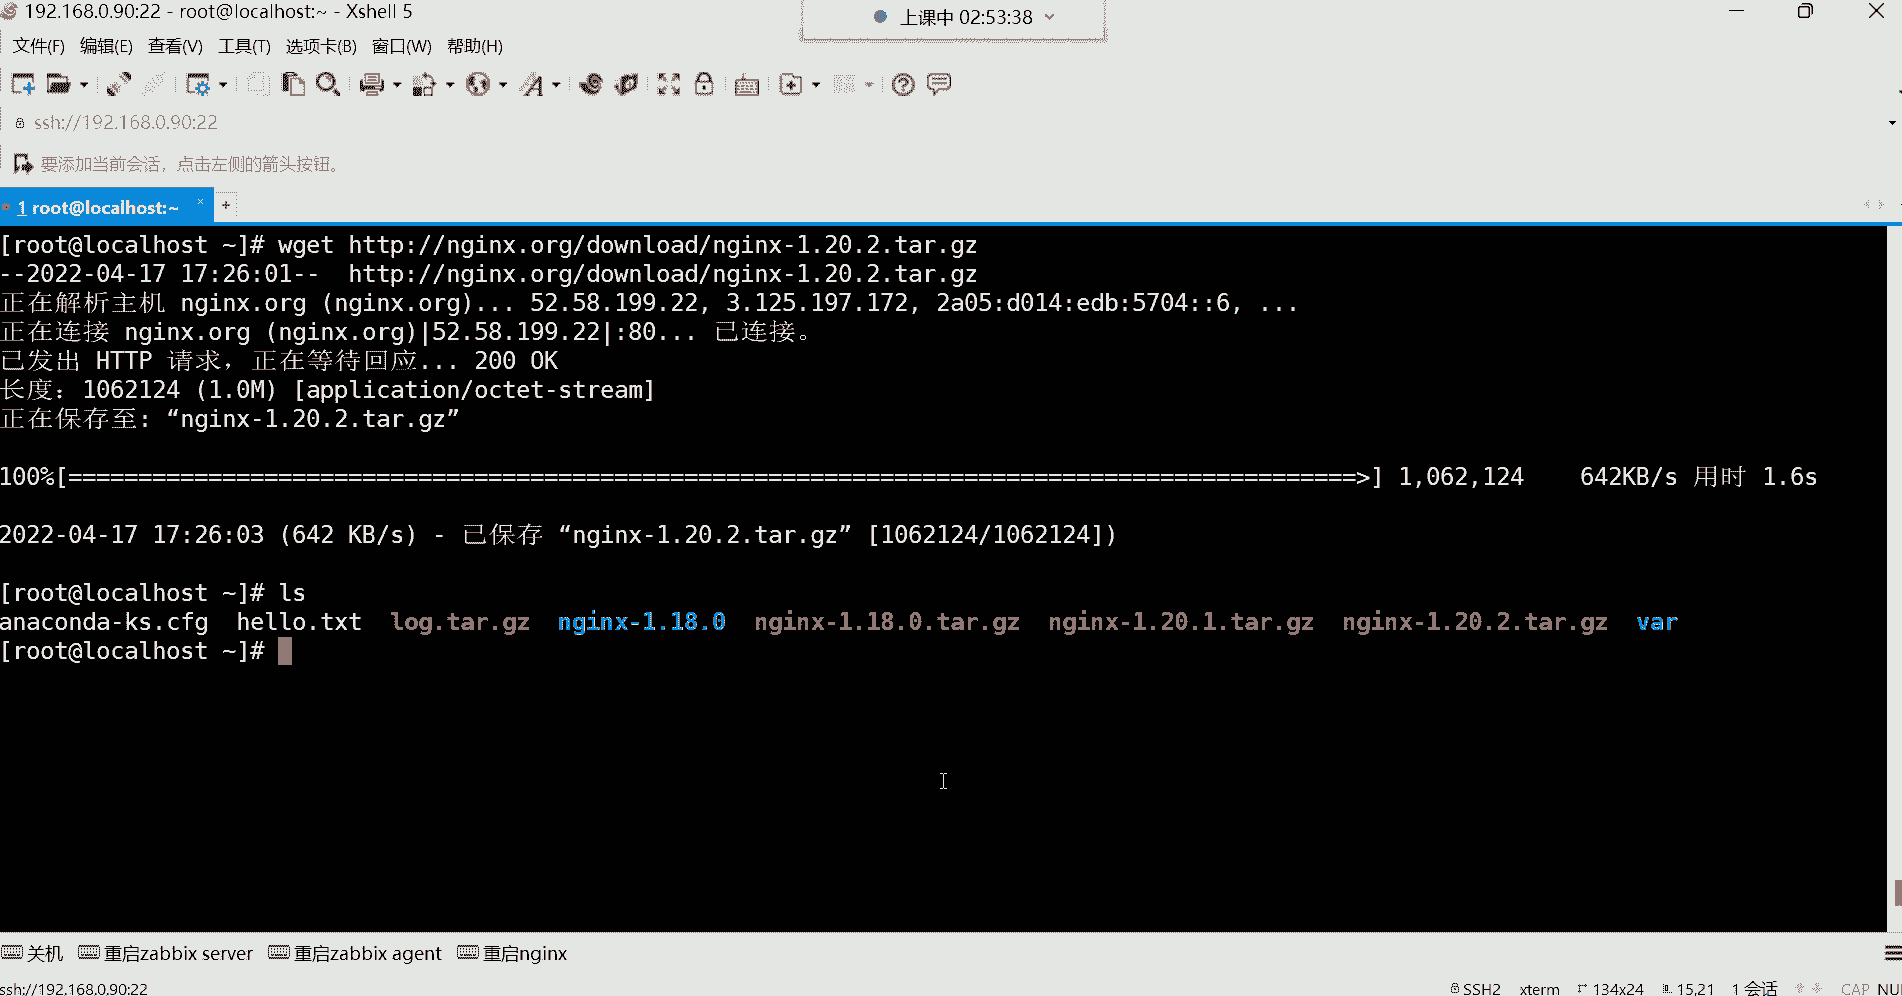 192.168.0.90:22 - root@localhost:~ - Xshell 5
上课中 02:53:38
文件(F) 编辑(E) 查看(V) 工具(T) 选项卡(B) 窗口(W) 帮助(H)
ssh://192.168.0.90:22
要添加当前会话，点击左侧的箭头按钮。
1 root@localhost:~ × +
[root@localhost ~]# wget http://nginx.org/download/nginx-1.20.2.tar.gz
--2022-04-17 17:26:01--  http://nginx.org/download/nginx-1.20.2.tar.gz
正在解析主机 nginx.org (nginx.org)... 52.58.199.22, 3.125.197.172, 2a05:d014:edb:5704::6, ...
正在连接 nginx.org (nginx.org)|52.58.199.22|:80... 已连接。
已发出 HTTP 请求，正在等待回应... 200 OK
长度：1062124 (1.0M) [application/octet-stream]
正在保存至: “nginx-1.20.2.tar.gz”
100%[============================================================================================>] 1,062,124    642KB/s 用时 1.6s
2022-04-17 17:26:03 (642 KB/s) - 已保存 “nginx-1.20.2.tar.gz” [1062124/1062124])
[root@localhost ~]# ls
anaconda-ks.cfg  hello.txt  log.tar.gz  nginx-1.18.0  nginx-1.18.0.tar.gz  nginx-1.20.1.tar.gz  nginx-1.20.2.tar.gz  var
[root@localhost ~]#
关机 重启zabbix server 重启zabbix agent 重启nginx
ssh://192.168.0.90:22 SSH2 xterm 134x24 15,21 1 会话 CAP NU